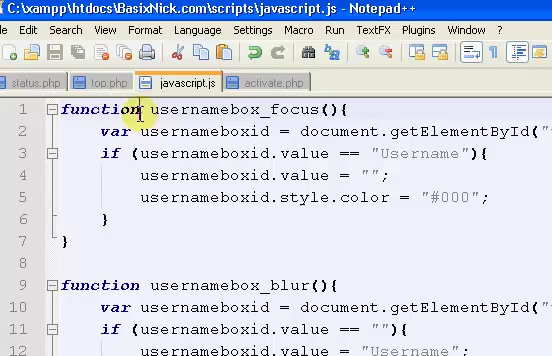 C:\xampp\htdocs\BasixNick.com\scripts\javascript.js - Notepad++
File Edit Search View Format Language Settings Macro Run TextFX Plugins Window ?
status.php top.php javascript.js activate.php
1 function usernamebox_focus(){
2 var usernameboxid = document.getElementById("
3 if (usernameboxid.value == "Username"){
4 usernameboxid.value = "";
5 usernameboxid.style.color = "#000";
6 }
7 }
8
9 function usernamebox_blur(){
10 var usernameboxid = document.getElementById("
11 if (usernameboxid.value == ""){
12 usernameboxid.value = "Username";